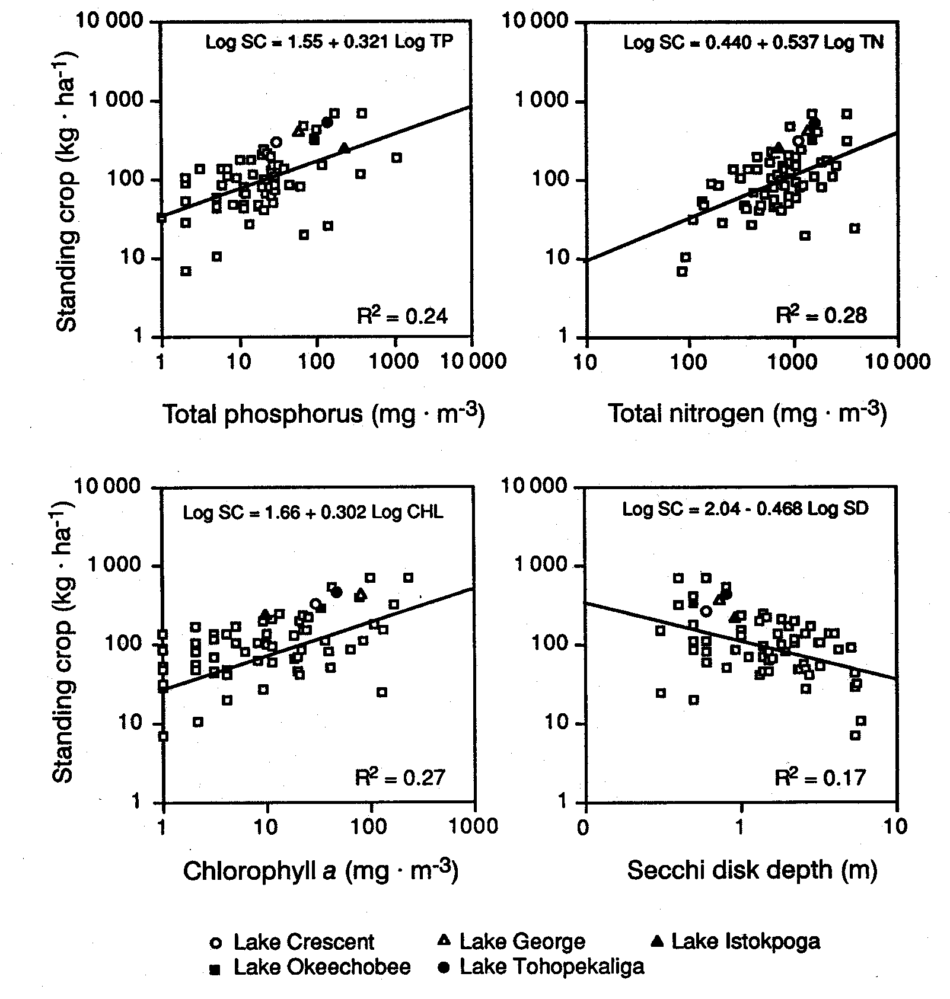 10 000
Log SC = 1.55 + 0.321 Log TP
1 000
100
10
R² = 0.24
1
1 10 100 1000 10 000
Standing crop (kg · ha⁻¹)
Total phosphorus (mg · m⁻³)
10 000
Log SC = 0.440 + 0.537 Log TN
1 000
100
10
R² = 0.28
1
10 100 1000 10 000
Total nitrogen (mg · m⁻³)
10 000
Log SC = 1.66 + 0.302 Log CHL
1 000
100
10
R² = 0.27
1
1 10 100 1000
Standing crop (kg · ha⁻¹)
Chlorophyll a (mg · m⁻³)
10 000
Log SC = 2.04 - 0.468 Log SD
1 000
100
10
R² = 0.17
1
0 1 10
Secchi disk depth (m)
Lake Crescent Lake George Lake Istokpoga
Lake Okeechobee Lake Tohopekaliga